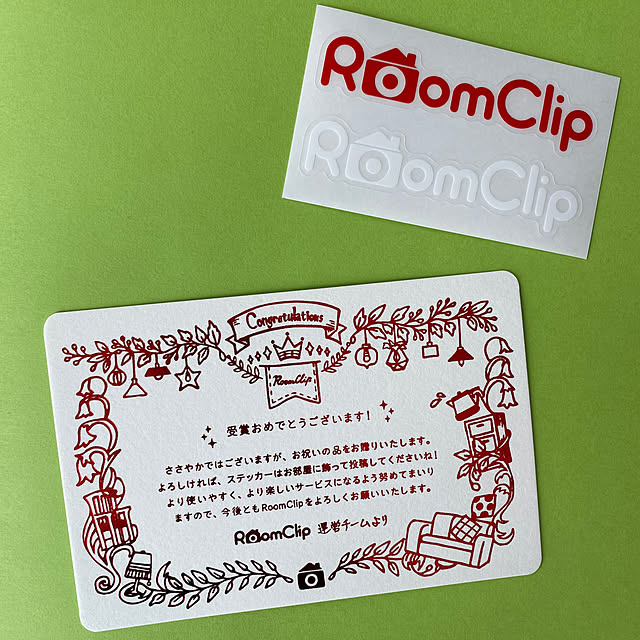 RoomClip
RoomClip
Congratulations
RoomClip
受賞おめでとうございます！
ささやかではございますが、お祝いの品をお贈りいたします。
よろしければ、ステッカーはお部屋に飾って投稿してくださいね！
より使いやすく、より楽しいサービスになるよう努めてまいり
ますので、今後ともRoomClipをよろしくお願いいたします。
RoomClip 運営チームより